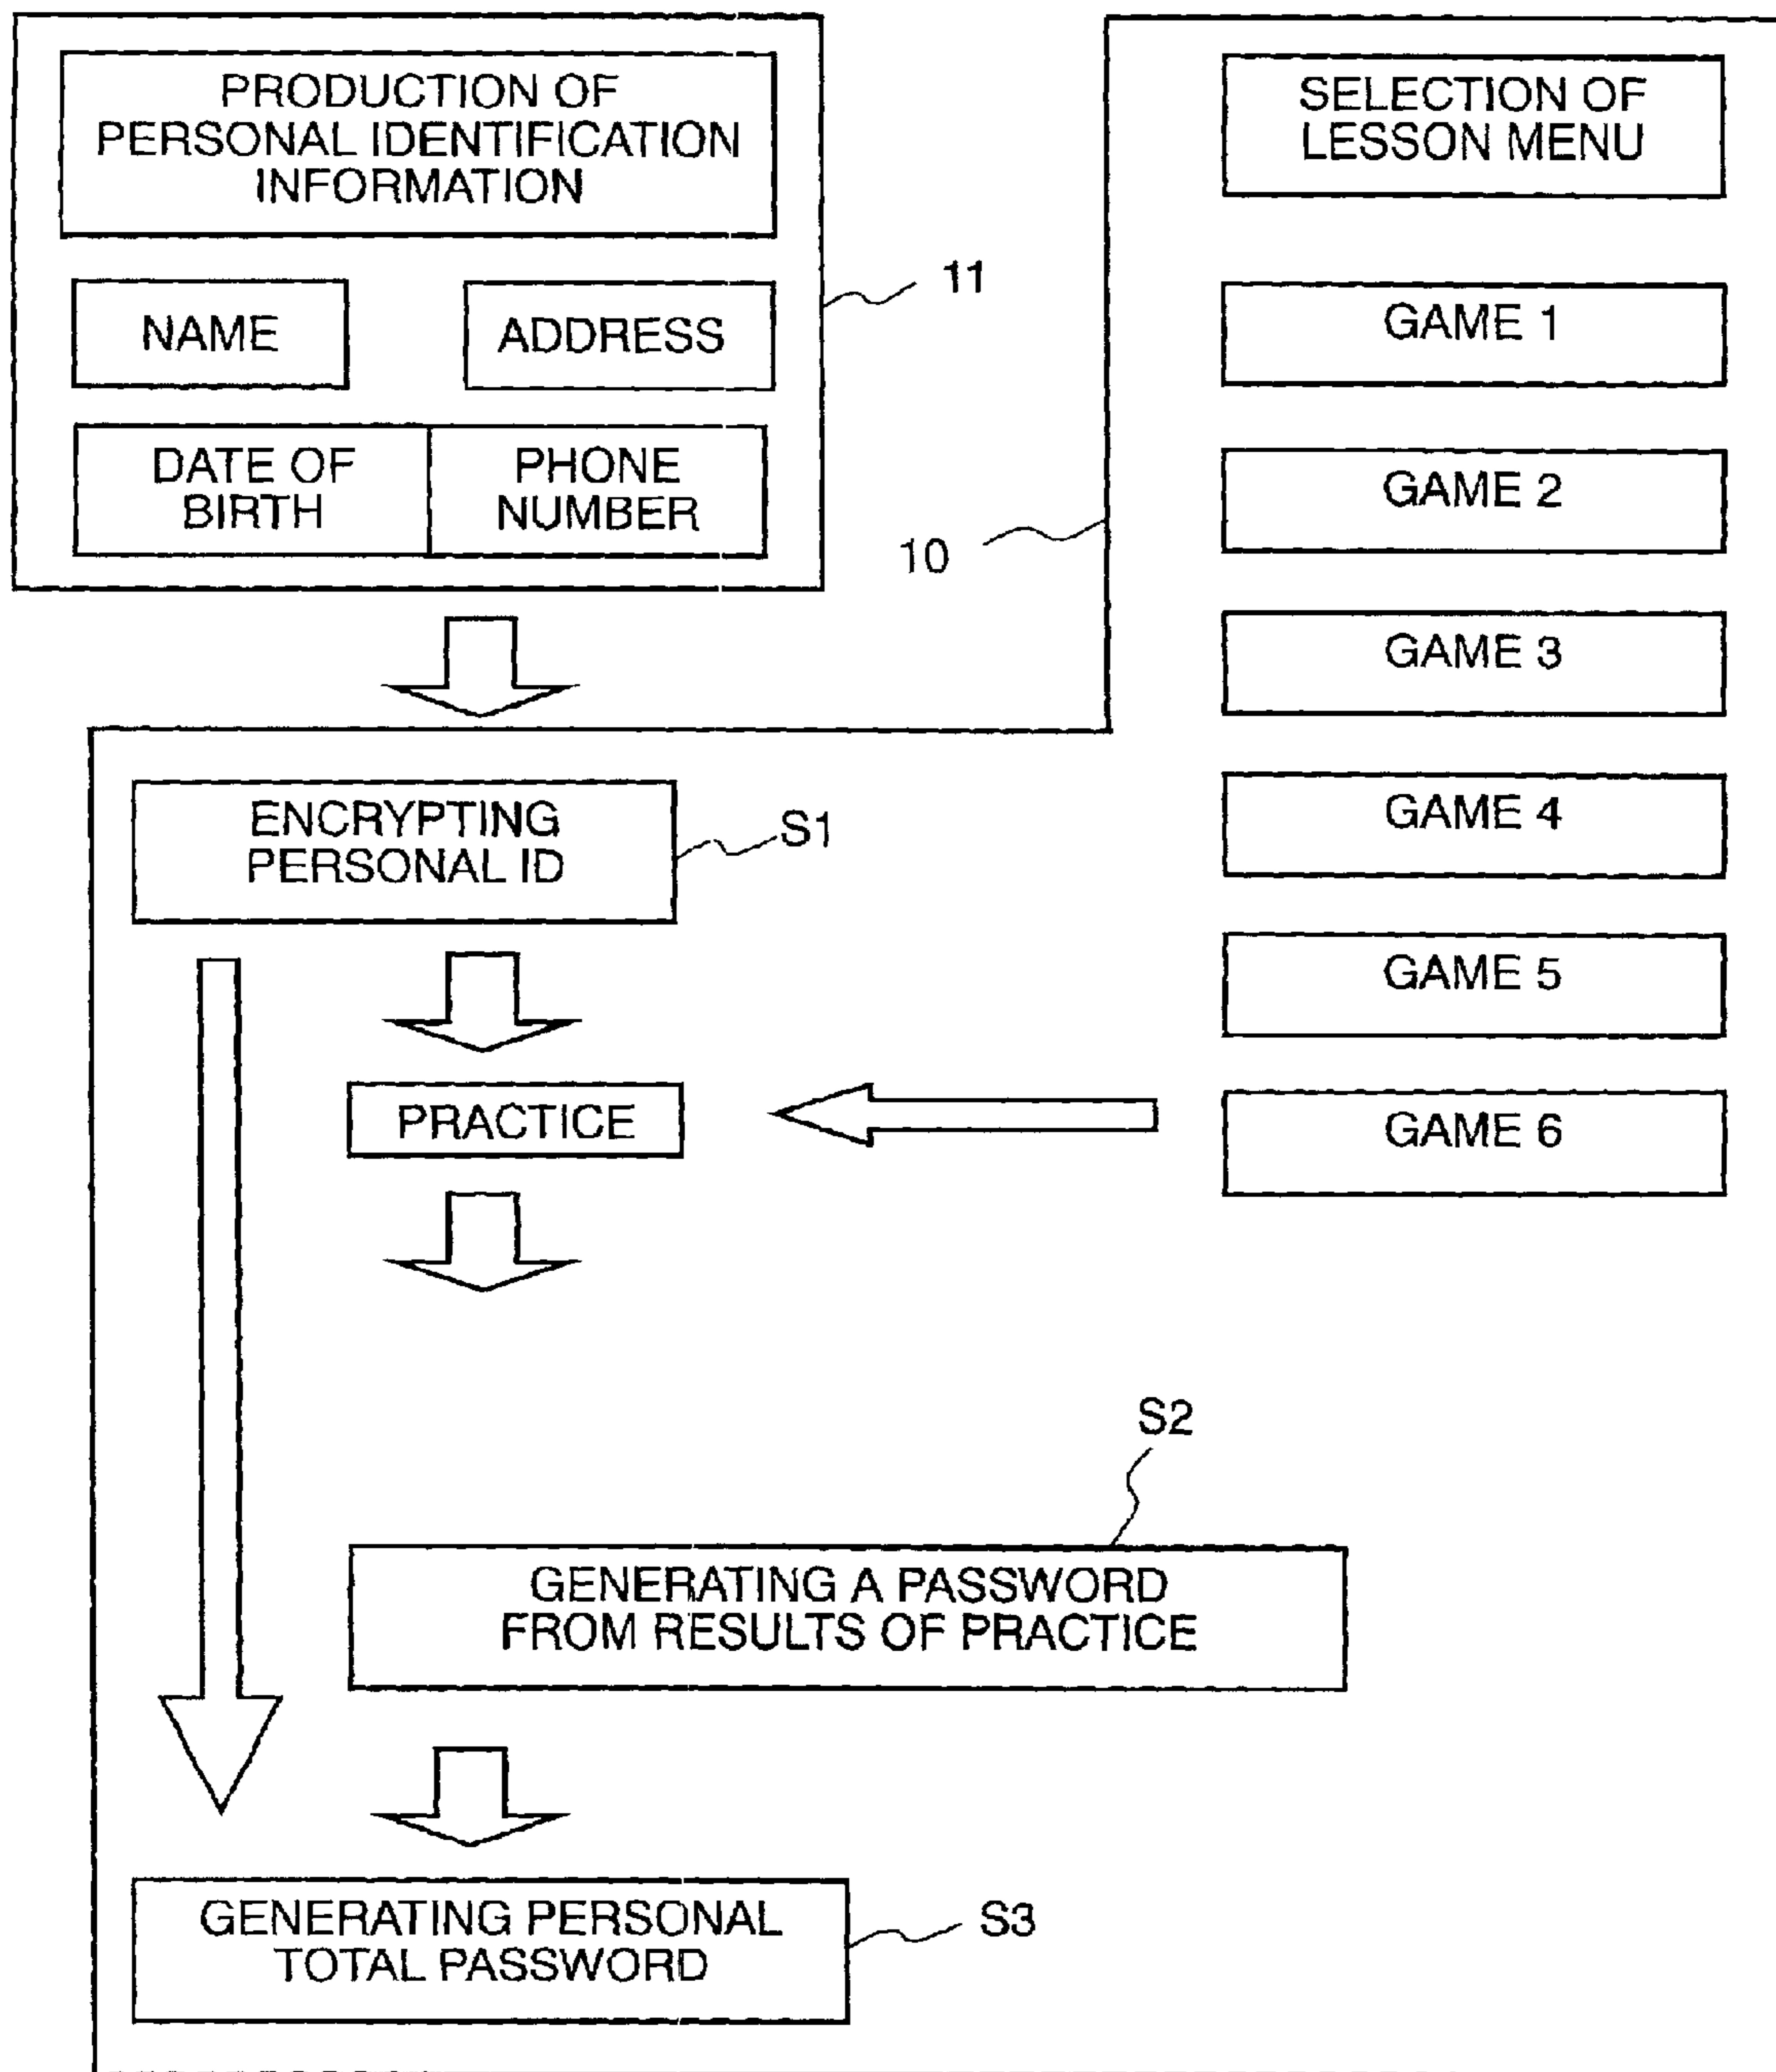 PRODUCTION OF
PERSONAL IDENTIFICATION
INFORMATION
NAME
ADDRESS
DATE OF
BIRTH
PHONE
NUMBER
11
SELECTION OF
LESSON MENU
GAME 1
GAME 2
GAME 3
GAME 4
GAME 5
GAME 6
10
ENCRYPTING
PERSONAL ID
S1
PRACTICE
S2
GENERATING A PASSWORD
FROM RESULTS OF PRACTICE
GENERATING PERSONAL
TOTAL PASSWORD
S3